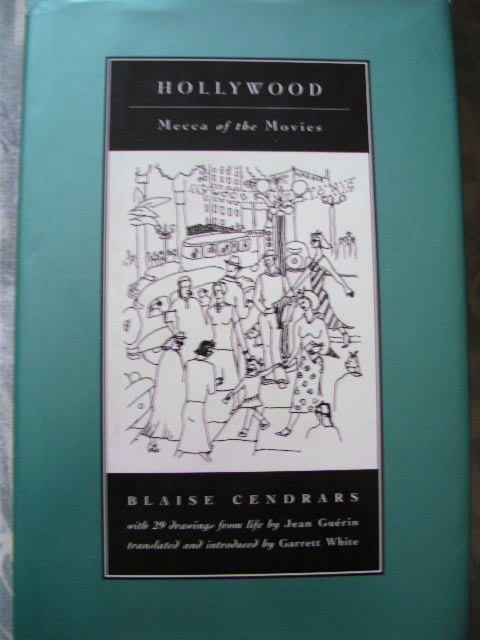 HOLLYWOOD
Mecca of the Movies
BLAISE CENDRARS
with 29 drawings from life by Jean Guérin
translated and introduced by Garrett White